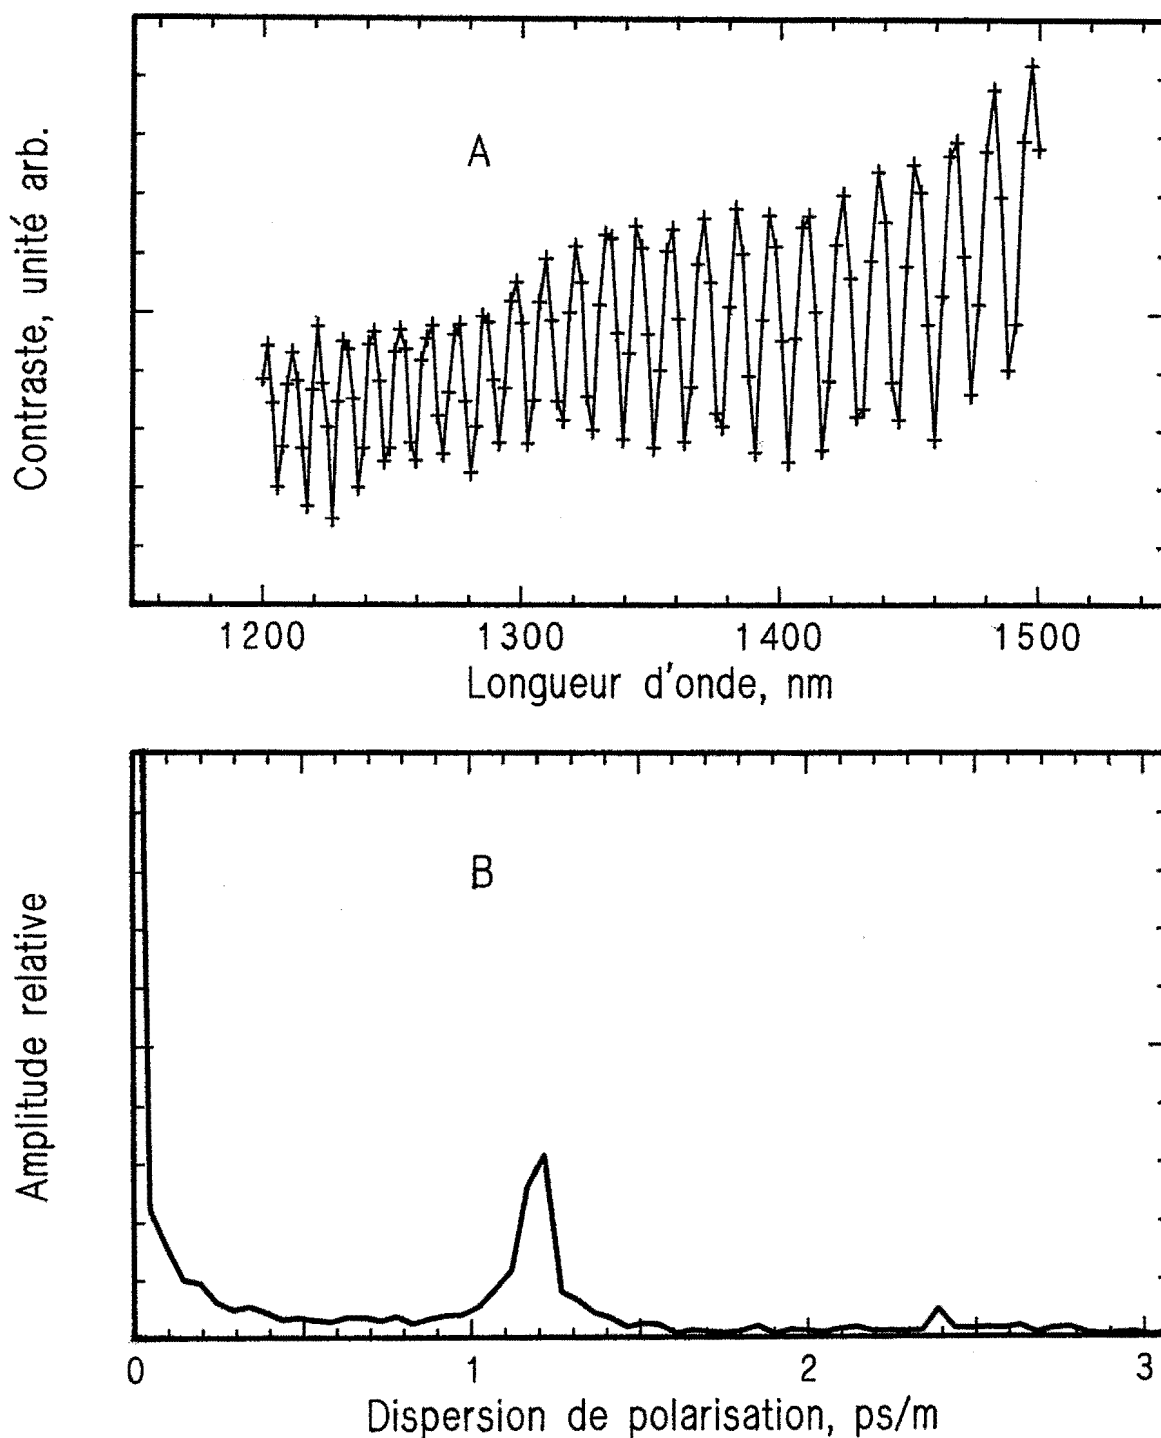 Contraste, unité arb.
A
1200 1300 1400 1500
Longueur d'onde, nm
Amplitude relative
B
0 1 2 3
Dispersion de polarisation, ps/m